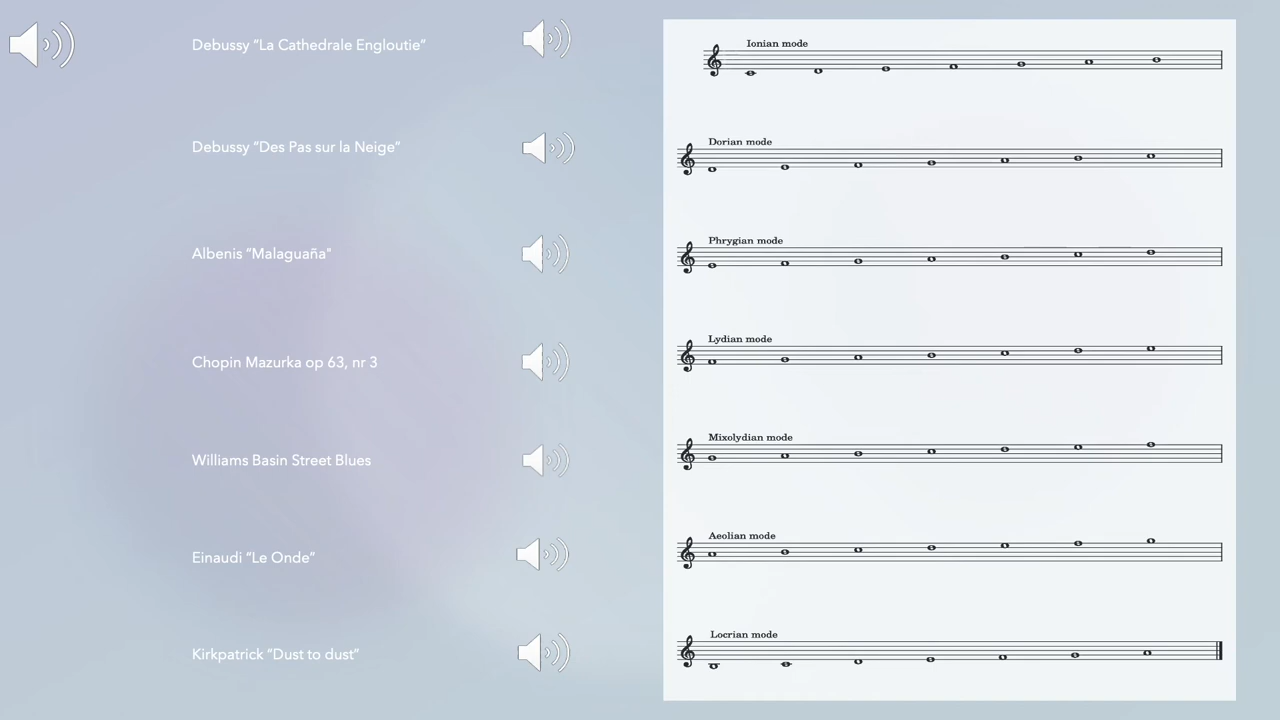 Debussy “La Cathedrale Engloutie”
Ionian mode
Debussy “Des Pas sur la Neige”
Dorian mode
Albenis “Malaguaña"
Phrygian mode
Chopin Mazurka op 63, nr 3
Lydian mode
Williams Basin Street Blues
Mixolydian mode
Einaudi “Le Onde”
Aeolian mode
Kirkpatrick “Dust to dust”
Locrian mode